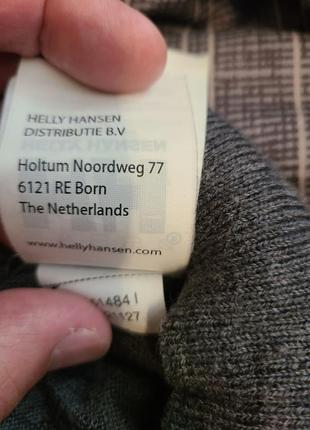 HELLY HANSEN
DISTRIBUTIE B.V
Holtum Noordweg 77
6121 RE Born
The Netherlands
www.hellyhansen.com